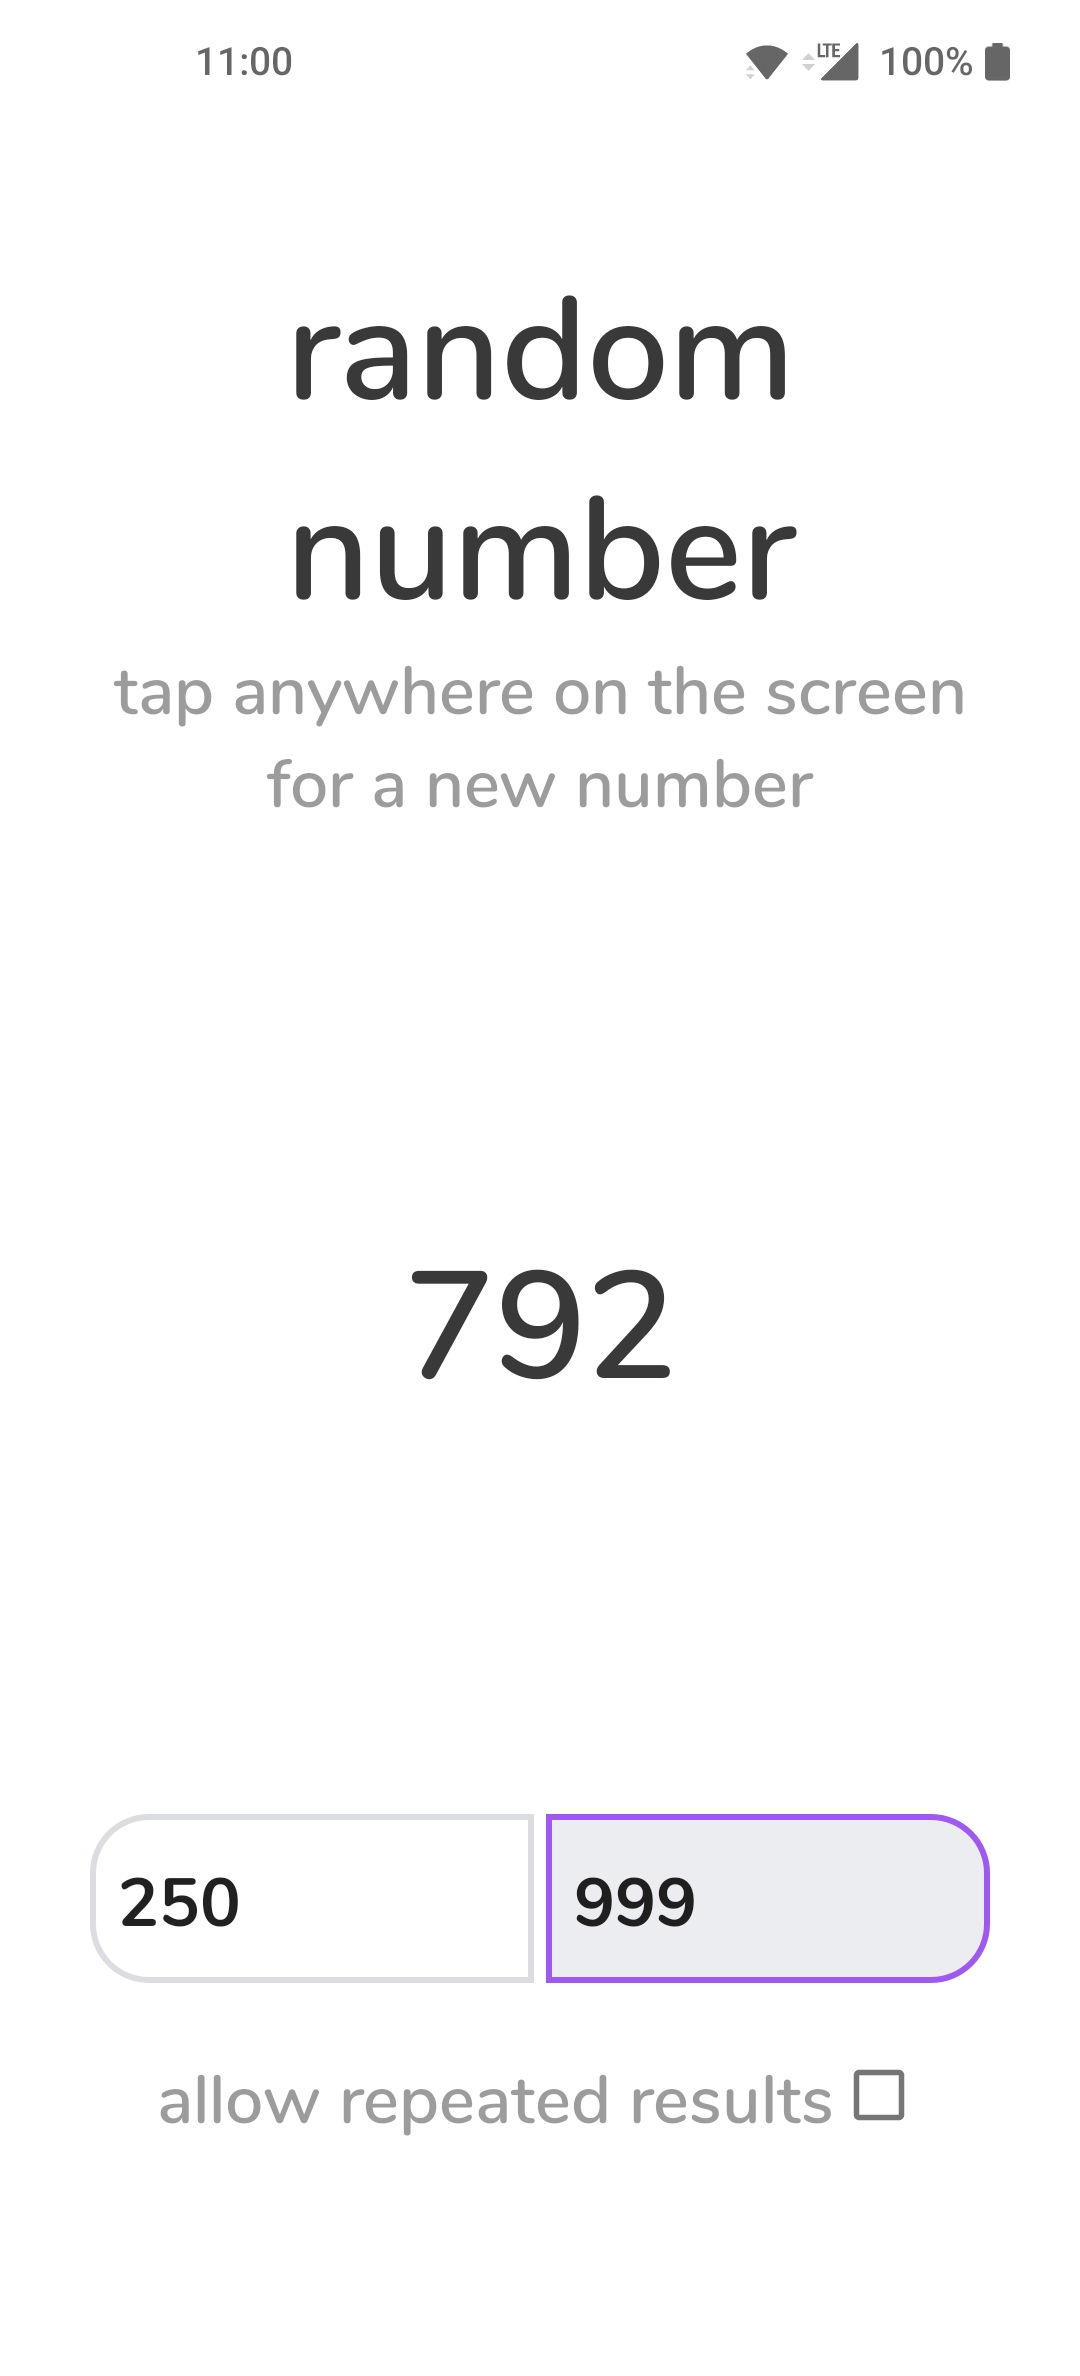 11:00 LTE 100%
random
number
tap anywhere on the screen
for a new number
792
250 999
allow repeated results